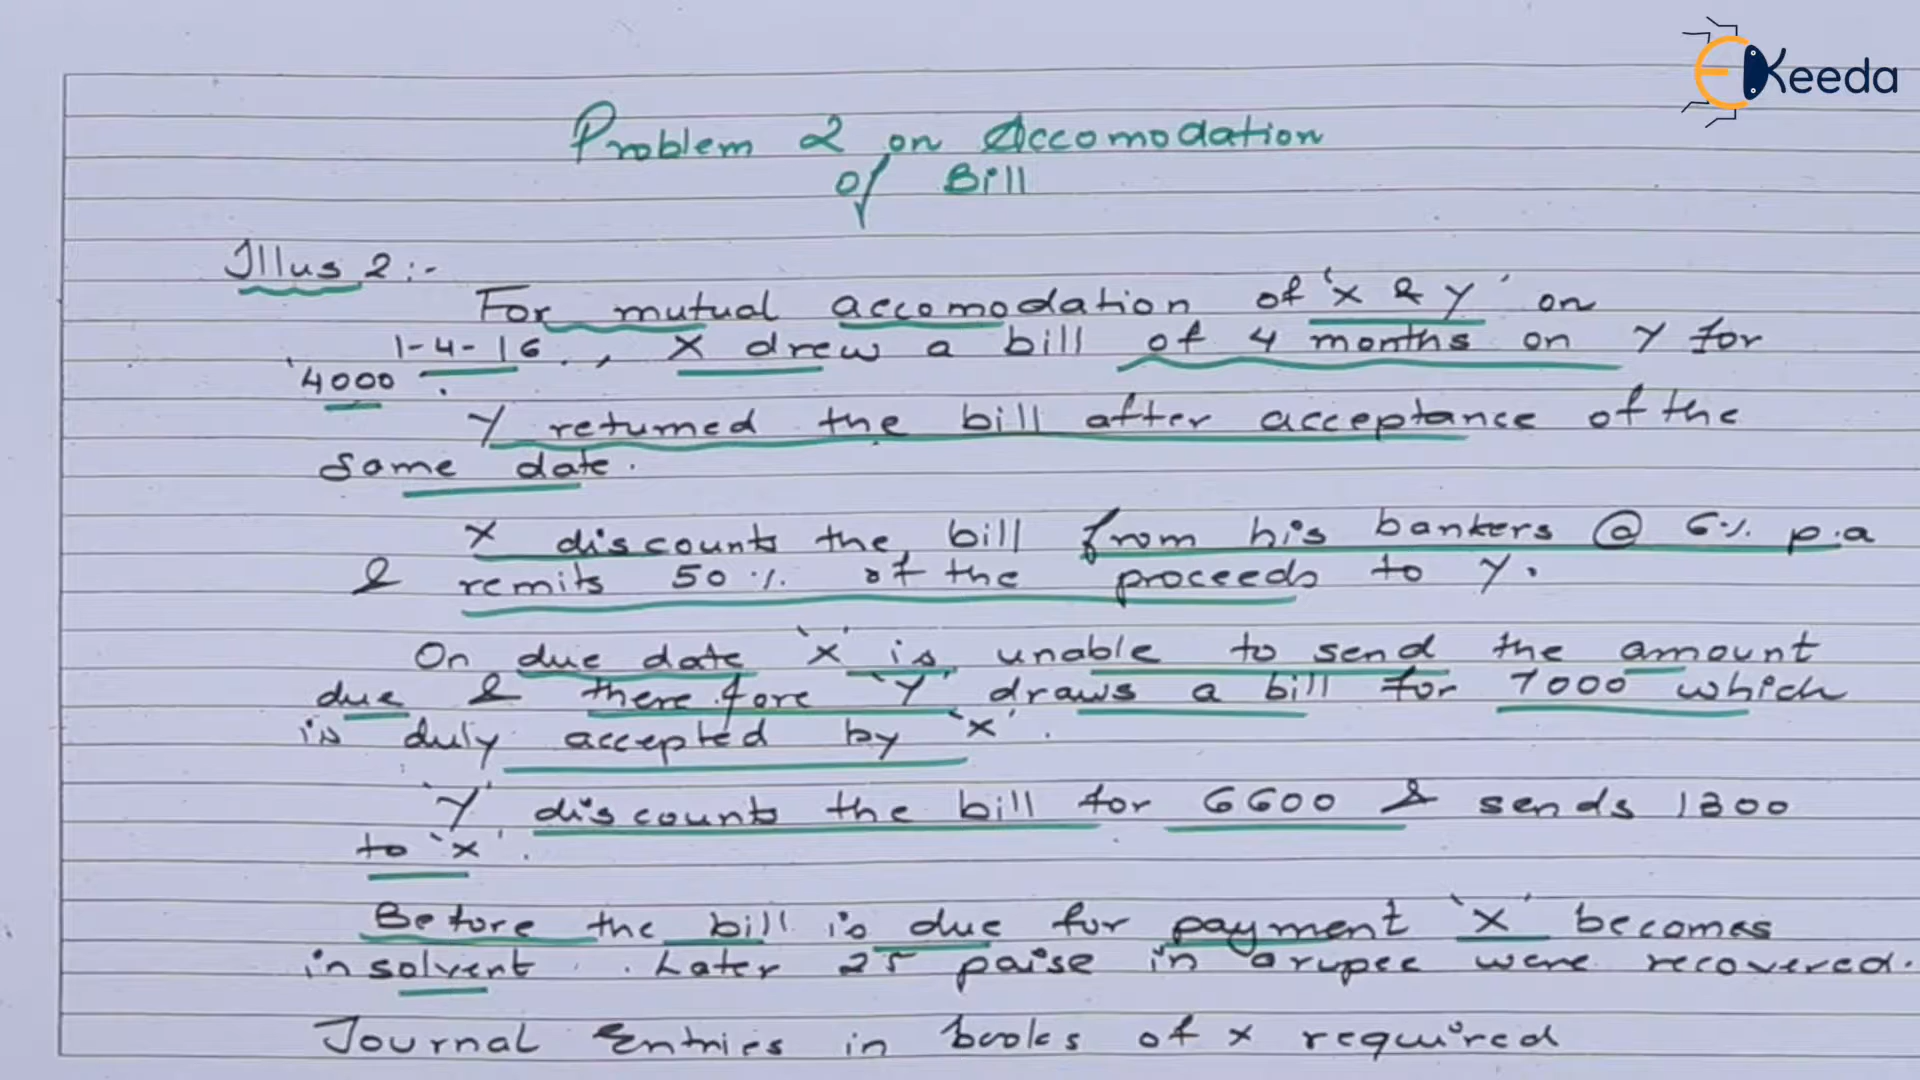 EKeeda
Problem 2 on Accomodation
of Bill
Illus 2:-
For mutual accomodation of 'X & Y' on
1-4-16, X drew a bill of 4 months on Y for
4000.
Y returned the bill after acceptance of the
same date.
X discounts the bill from his bankers @ 6% p.a
& remits 50% of the proceeds to Y.
On due date 'X' is unable to send the amount
due & therefore 'Y' draws a bill for 7000 which
is duly accepted by 'X'.
'Y' discounts the bill for 6600 & sends 1300
to 'X'.
Before the bill is due for payment 'X' becomes
insolvent. Later 25 paise in a rupee were recovered.
Journal Entries in books of X required